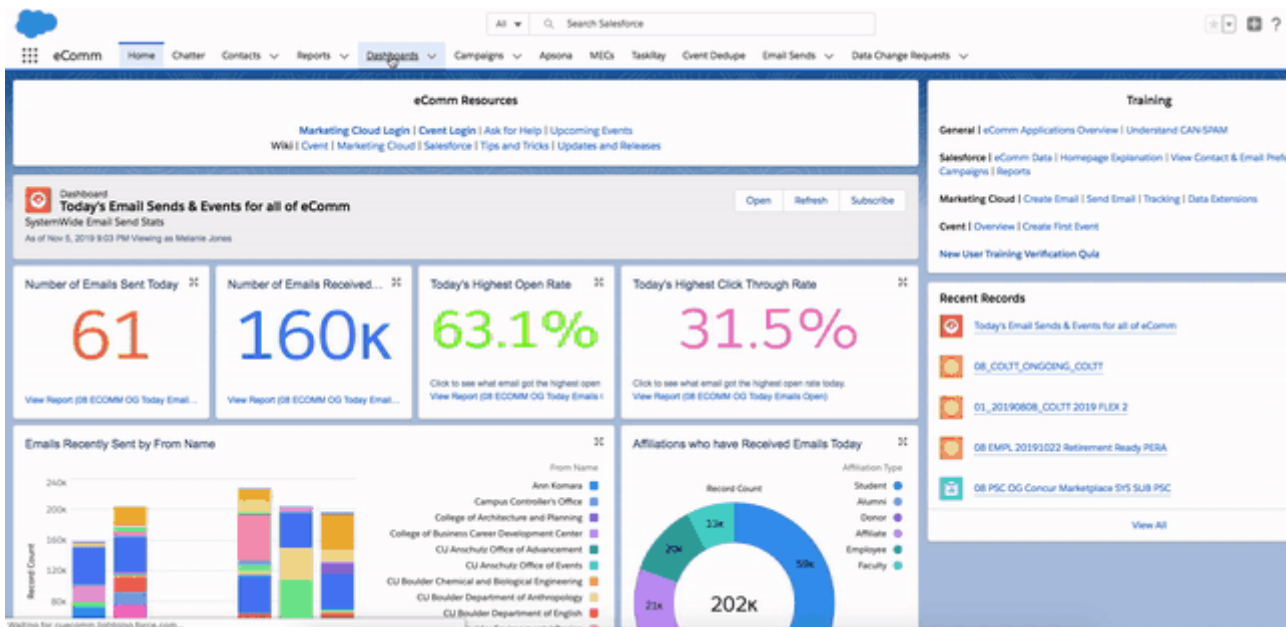 All
Search Salesforce
?
eComm Home Chatter Contacts Reports Dashboards Campaigns Apsona MECs TaskRay Cvent Dedupe Email Sends Data Change Requests
eComm Resources
Marketing Cloud Login | Cvent Login | Ask for Help | Upcoming Events
Wiki | Cvent | Marketing Cloud | Salesforce | Tips and Tricks | Updates and Releases
Dashboard
Today's Email Sends & Events for all of eComm
SystemWide Email Send Stats
As of Nov 5, 2019 9:03 PM Viewing as Melanie Jones
Open Refresh Subscribe
Number of Emails Sent Today
61
View Report (08 ECOMM OG Today Email...
Number of Emails Received...
160K
View Report (08 ECOMM OG Today Email...
Today's Highest Open Rate
63.1%
Click to see what email got the highest open
View Report (08 ECOMM OG Today Emails
Today's Highest Click Through Rate
31.5%
Click to see what email got the highest open rate today.
View Report (08 ECOMM OG Today Emails Open)
Emails Recently Sent by From Name
Record Count
240k
200k
160k
120k
80k
From Name
Ann Komara
Campus Controller's Office
College of Architecture and Planning
College of Business Career Development Center
CU Anschutz Office of Advancement
CU Anschutz Office of Events
CU Boulder Chemical and Biological Engineering
CU Boulder Department of Anthropology
CU Boulder Department of English
Affiliations who have Received Emails Today
Record Count
13k
20k
59k
21k
202K
Affiliation Type
Student
Alumni
Donor
Affiliate
Employee
Faculty
Training
General | eComm Applications Overview | Understand CAN-SPAM
Salesforce | eComm Data | Homepage Explanation | View Contact & Email Pref
Campaigns | Reports
Marketing Cloud | Create Email | Send Email | Tracking | Data Extensions
Cvent | Overview | Create First Event
New User Training Verification Quiz
Recent Records
Today's Email Sends & Events for all of eComm
08_COLTT_ONGOING_COLTT
01_20190808_COLTT 2019 FLEX 2
08 EMPL 20191022 Retirement Ready PERA
08 PSC OG Concur Marketplace SYS SUB PSC
View All